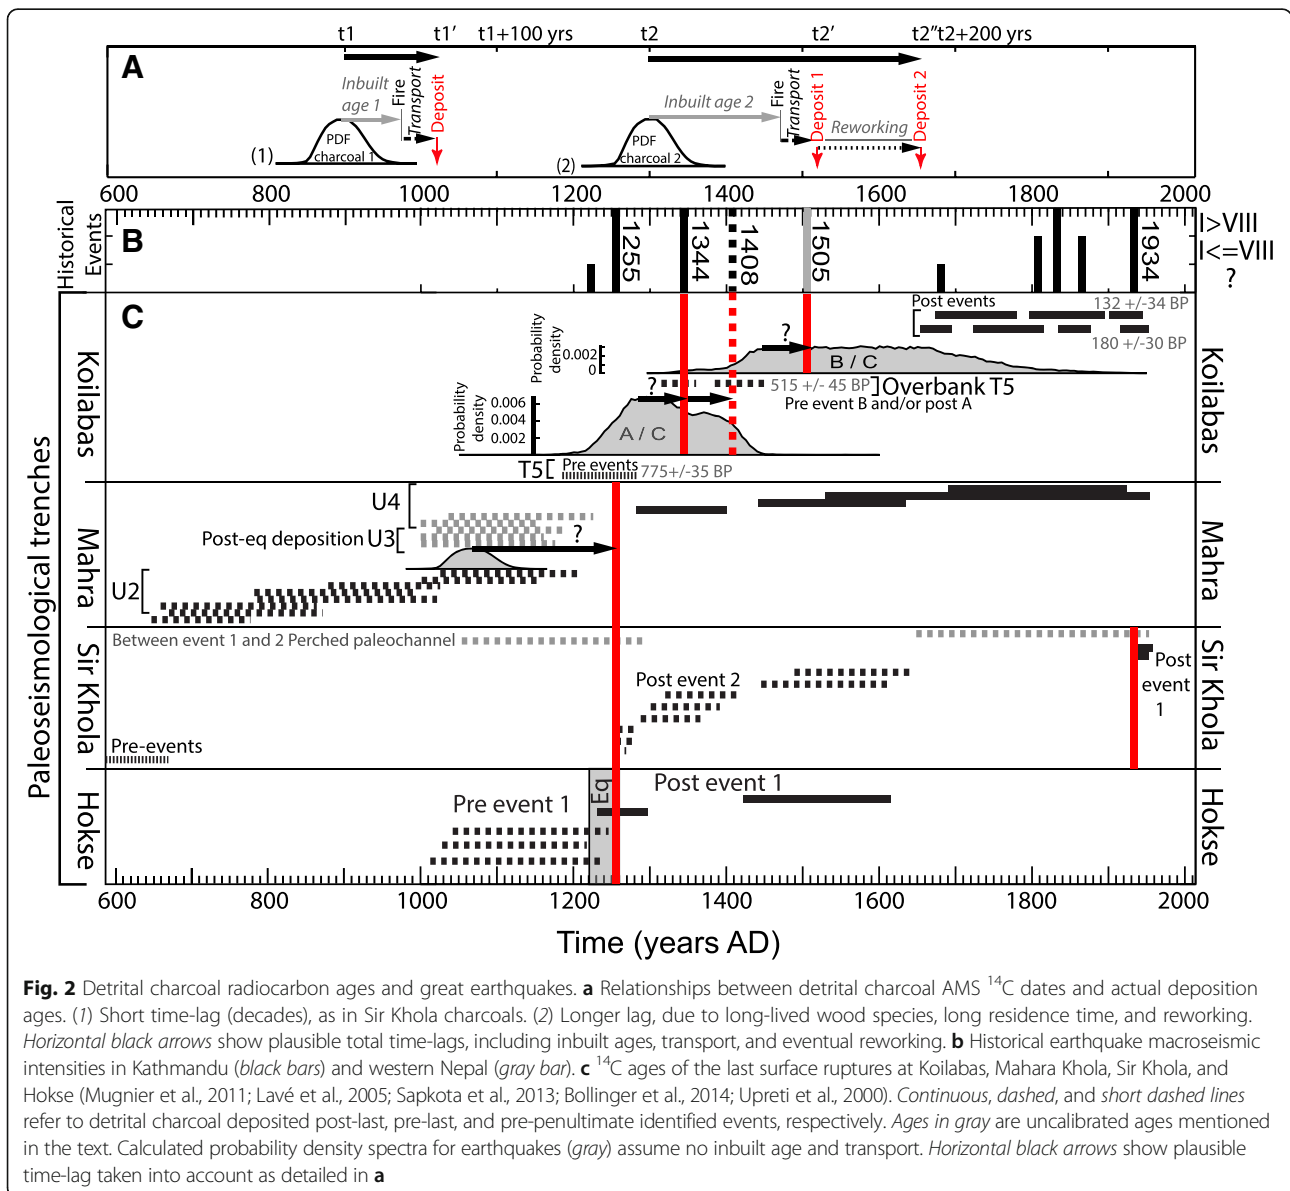 t1 t1’ t1+100 yrs t2 t2’ t2” t2+200 yrs
A
Inbuilt
age 1
Fire
Transport
Deposit
PDF
charcoal 1
(1)
Inbuilt age 2
Fire
Transport
Deposit 1
Reworking
Deposit 2
PDF
charcoal 2
(2)
600 800 1000 1200 1400 1600 1800 2000
Historical
Events
B
1255
1344
1408
1505
1934
I>VIII
I<=VIII
?
Paleoseismological trenches
C
Koilabas
Koilabas
Post events
132 +/-34 BP
180 +/-30 BP
Probability
density
0.002
0
?
B / C
?
515 +/- 45 BP
Overbank T5
Pre event B and/or post A
Probability
density
0.006
0.004
0.002
A / C
T5
Pre events
775+/-35 BP
Mahra
Mahra
U4
Post-eq deposition U3
?
U2
Sir Khola
Sir Khola
Between event 1 and 2 Perched paleochannel
Post event 2
Post
event
1
Pre-events
Hokse
Hokse
Pre event 1
Eq
Post event 1
600 800 1000 1200 1400 1600 1800 2000
Time (years AD)
Fig. 2 Detrital charcoal radiocarbon ages and great earthquakes. a Relationships between detrital charcoal AMS 14C dates and actual deposition
ages. (1) Short time-lag (decades), as in Sir Khola charcoals. (2) Longer lag, due to long-lived wood species, long residence time, and reworking.
Horizontal black arrows show plausible total time-lags, including inbuilt ages, transport, and eventual reworking. b Historical earthquake macroseismic
intensities in Kathmandu (black bars) and western Nepal (gray bar). c 14C ages of the last surface ruptures at Koilabas, Mahara Khola, Sir Khola, and
Hokse (Mugnier et al., 2011; Lavé et al., 2005; Sapkota et al., 2013; Bollinger et al., 2014; Upreti et al., 2000). Continuous, dashed, and short dashed lines
refer to detrital charcoal deposited post-last, pre-last, and pre-penultimate identified events, respectively. Ages in gray are uncalibrated ages mentioned
in the text. Calculated probability density spectra for earthquakes (gray) assume no inbuilt age and transport. Horizontal black arrows show plausible
time-lag taken into account as detailed in a